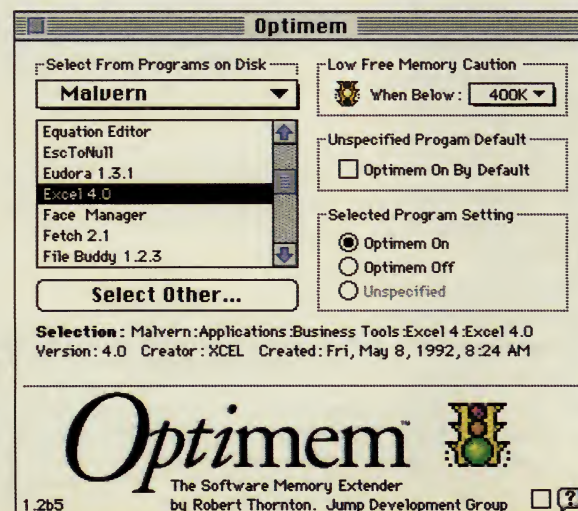 Optimem
Select From Programs on Disk
Malvern
Equation Editor
EscToNull
Eudora 1.3.1
Excel 4.0
Face Manager
Fetch 2.1
File Buddy 1.2.3
Select Other...
Low Free Memory Caution
When Below: 400K
Unspecified Progam Default
Optimem On By Default
Selected Program Setting
Optimem On
Optimem Off
Unspecified
Selection: Malvern:Applications:Business Tools:Excel 4:Excel 4.0
Version: 4.0 Creator: XCEL Created: Fri, May 8, 1992, 8:24 AM
Optimem™
The Software Memory Extender
1.2b5 by Robert Thornton, Jump Development Group ?